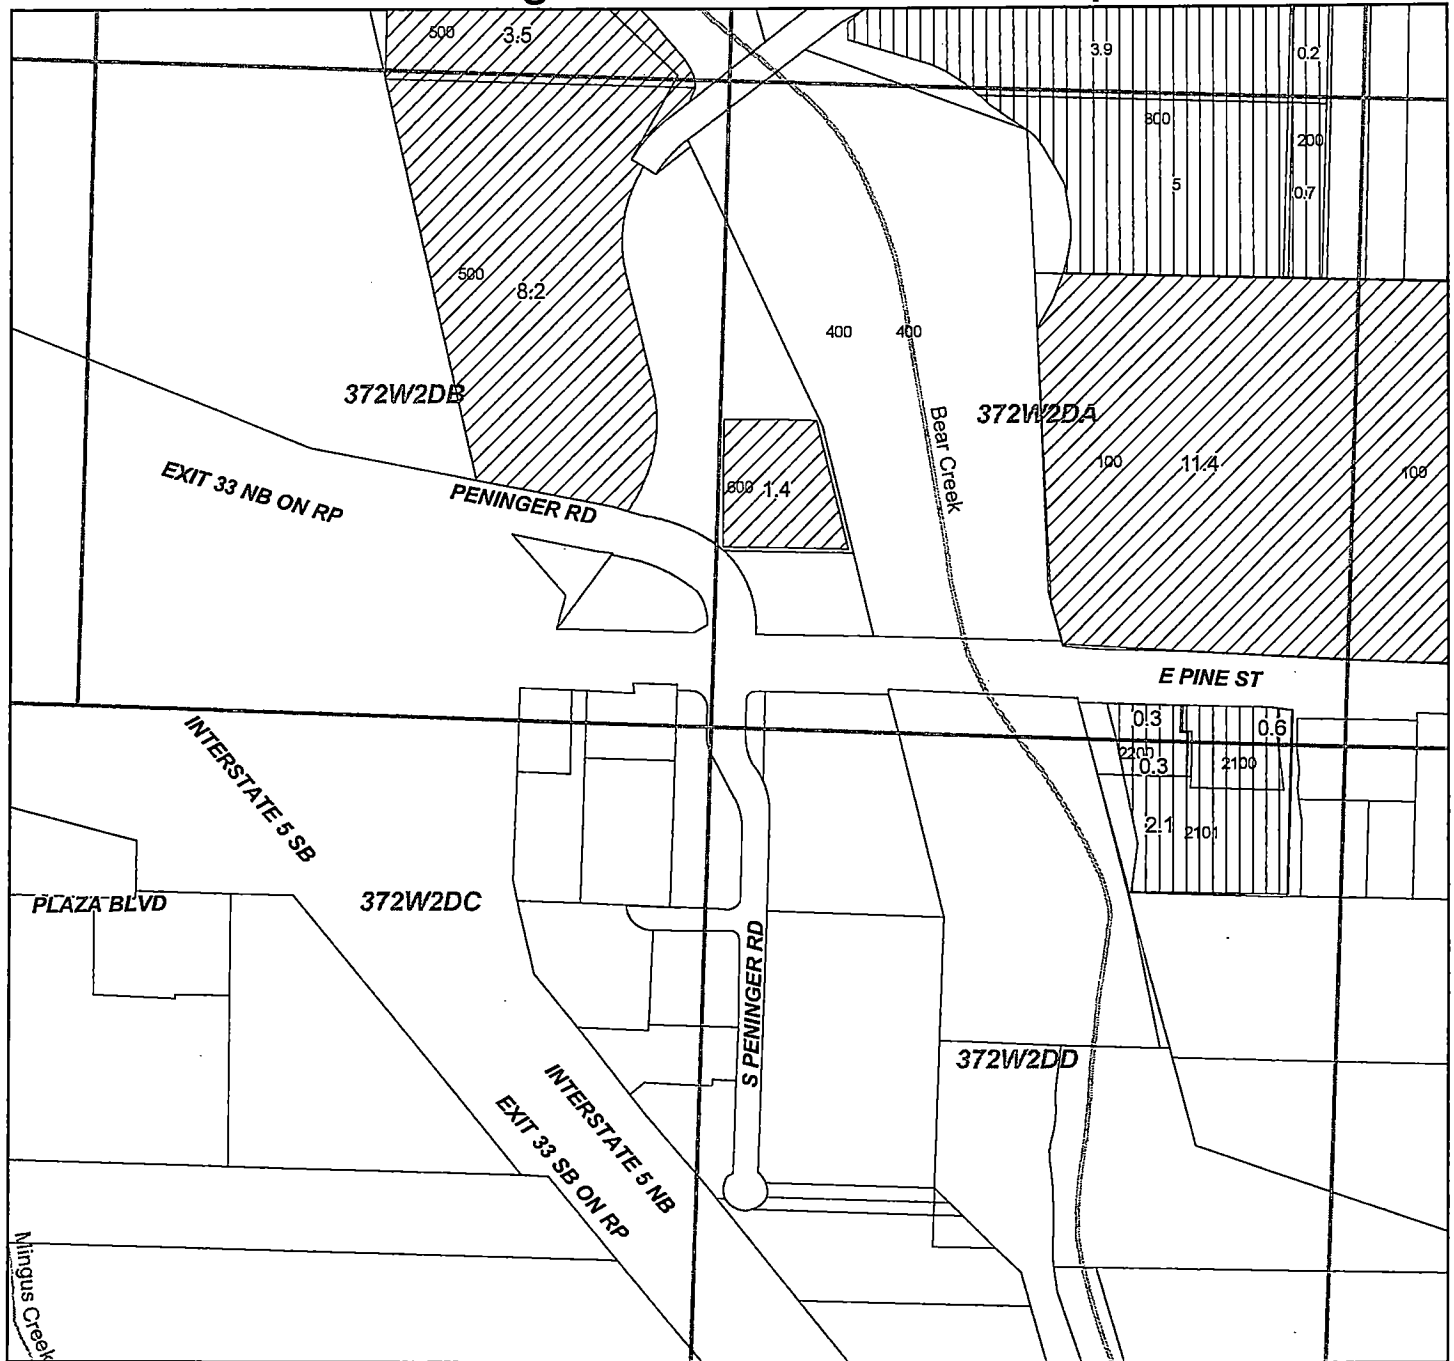 500 3.5
3.9 0.2
800
200
5
0.7
500
8.2
400 400
372W2DB
372W2DA
Bear Creek
EXIT 33 NB ON RP
PENINGER RD
600 1.4
100 11.4 100
E PINE ST
0.3 0.6
2200
0.3 2100
2.1 2101
INTERSTATE 5 SB
PLAZA BLVD
372W2DC
S PENINGER RD
372W2DD
INTERSTATE 5 NB
EXIT 33 SB ON RP
Mingus Creek